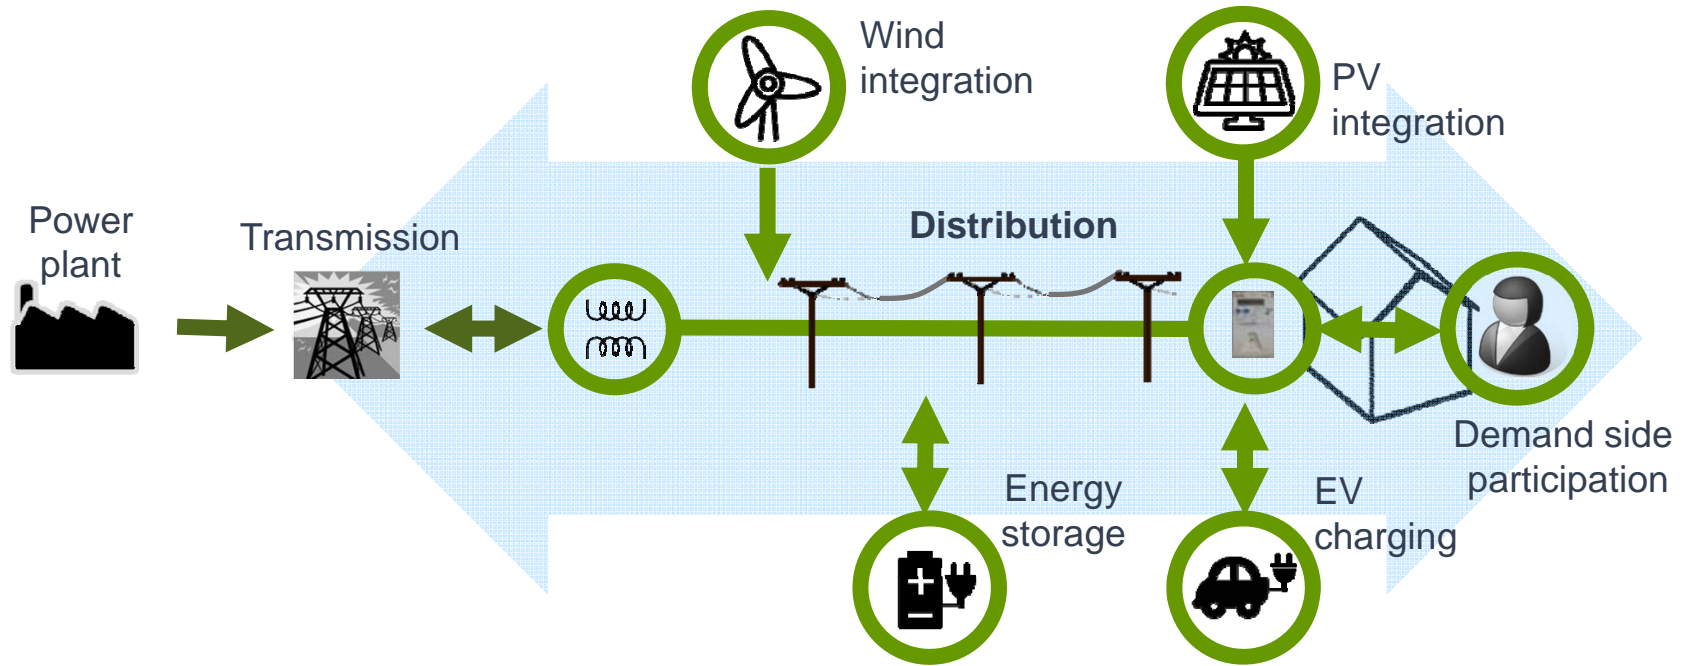 Wind
integration
PV
integration
Power
plant
Transmission
Distribution
Demand side
participation
Energy
storage
EV
charging